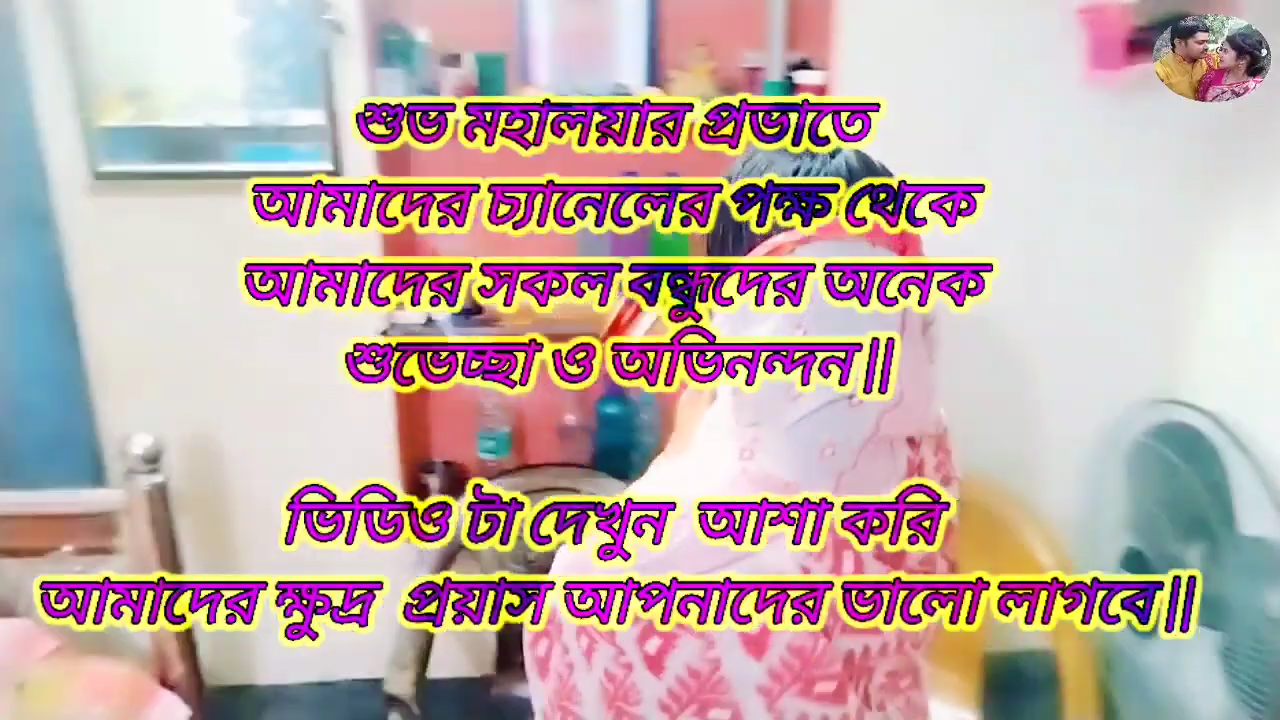 শুভ মহালয়ার প্রভাতে
আমাদের চ্যানেলের পক্ষ থেকে
আমাদের সকল বন্ধুদের অনেক
শুভেচ্ছা ও অভিনন্দন||
ভিডিও টা দেখুন আশা করি
আমাদের ক্ষুদ্র প্রয়াস আপনাদের ভালো লাগবে||